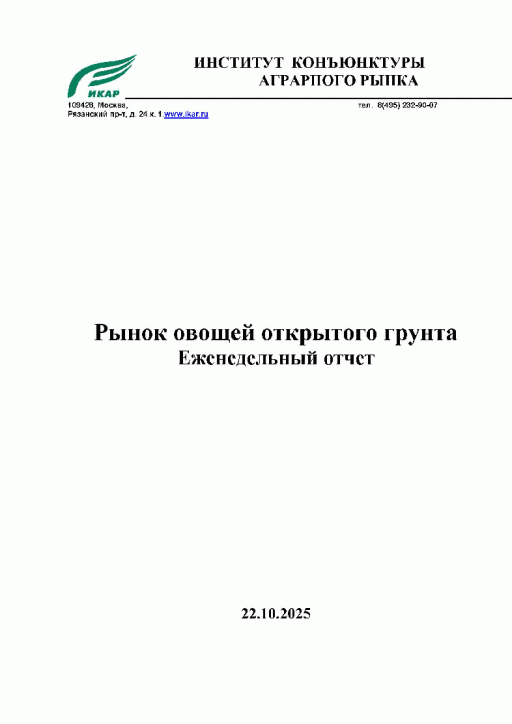 ИНСТИТУТ КОНЪЮНКТУРЫ
АГРАРНОГО РЫНКА
ИКАР
109428, Москва,
тел. 8(495) 232-90-07
Рязанский пр-т, д. 24 к. 1 www.ikar.ru
Рынок овощей открытого грунта
Еженедельный отчет
22.10.2025